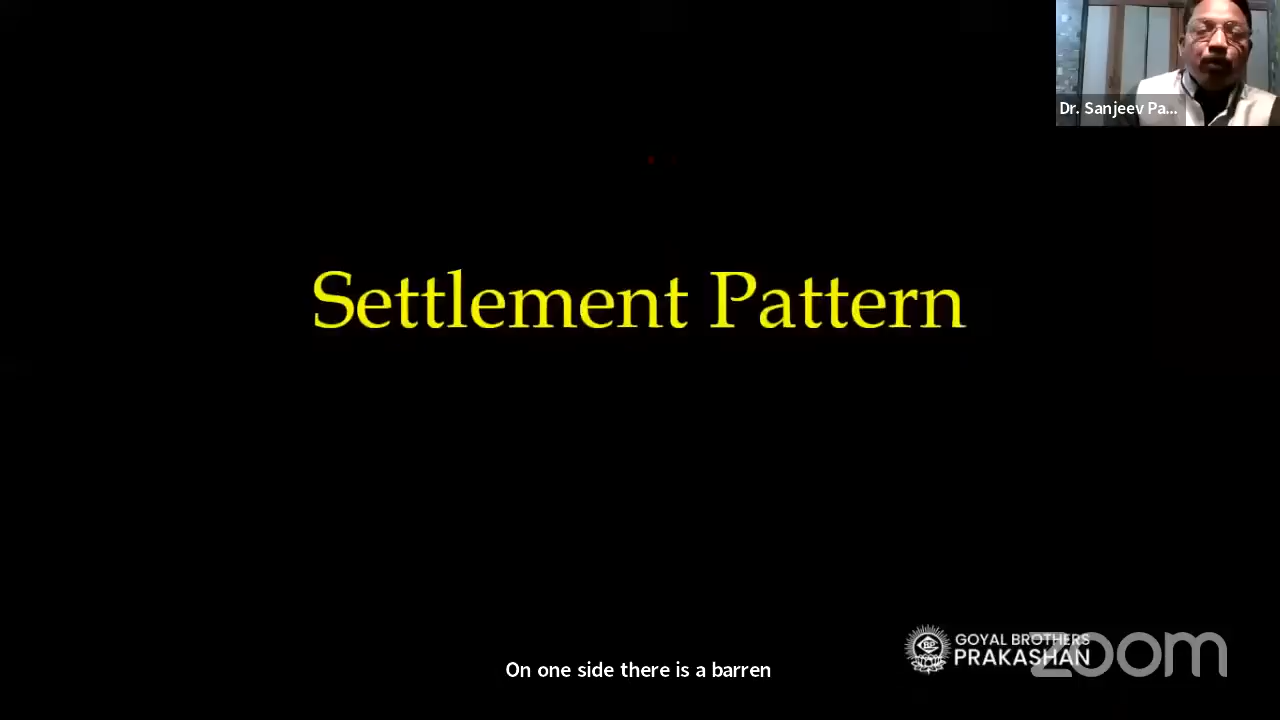 Dr. Sanjeev Pa...
Settlement Pattern
GOYAL BROTHERS
PRAKASHAN
zoom
On one side there is a barren